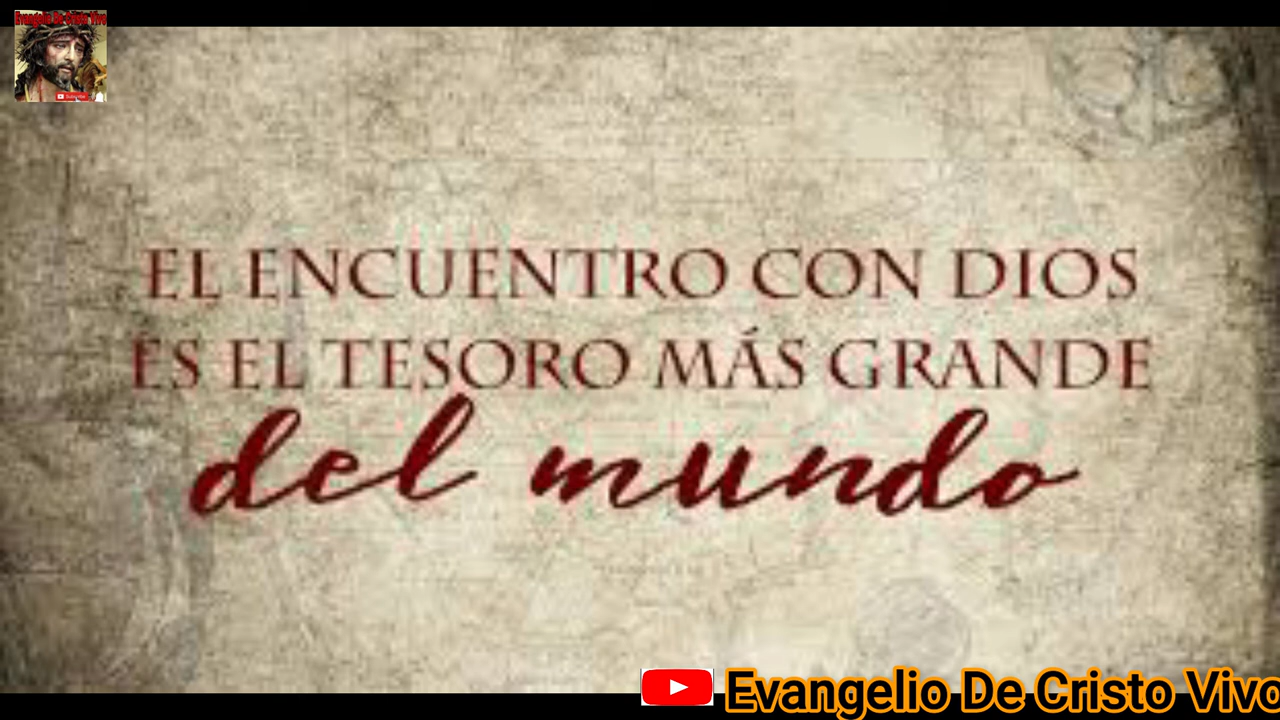 Evangelio De Cristo Vivo
EL ENCUENTRO CON DIOS
ES EL TESORO MÁS GRANDE
del mundo
Evangelio De Cristo Vivo